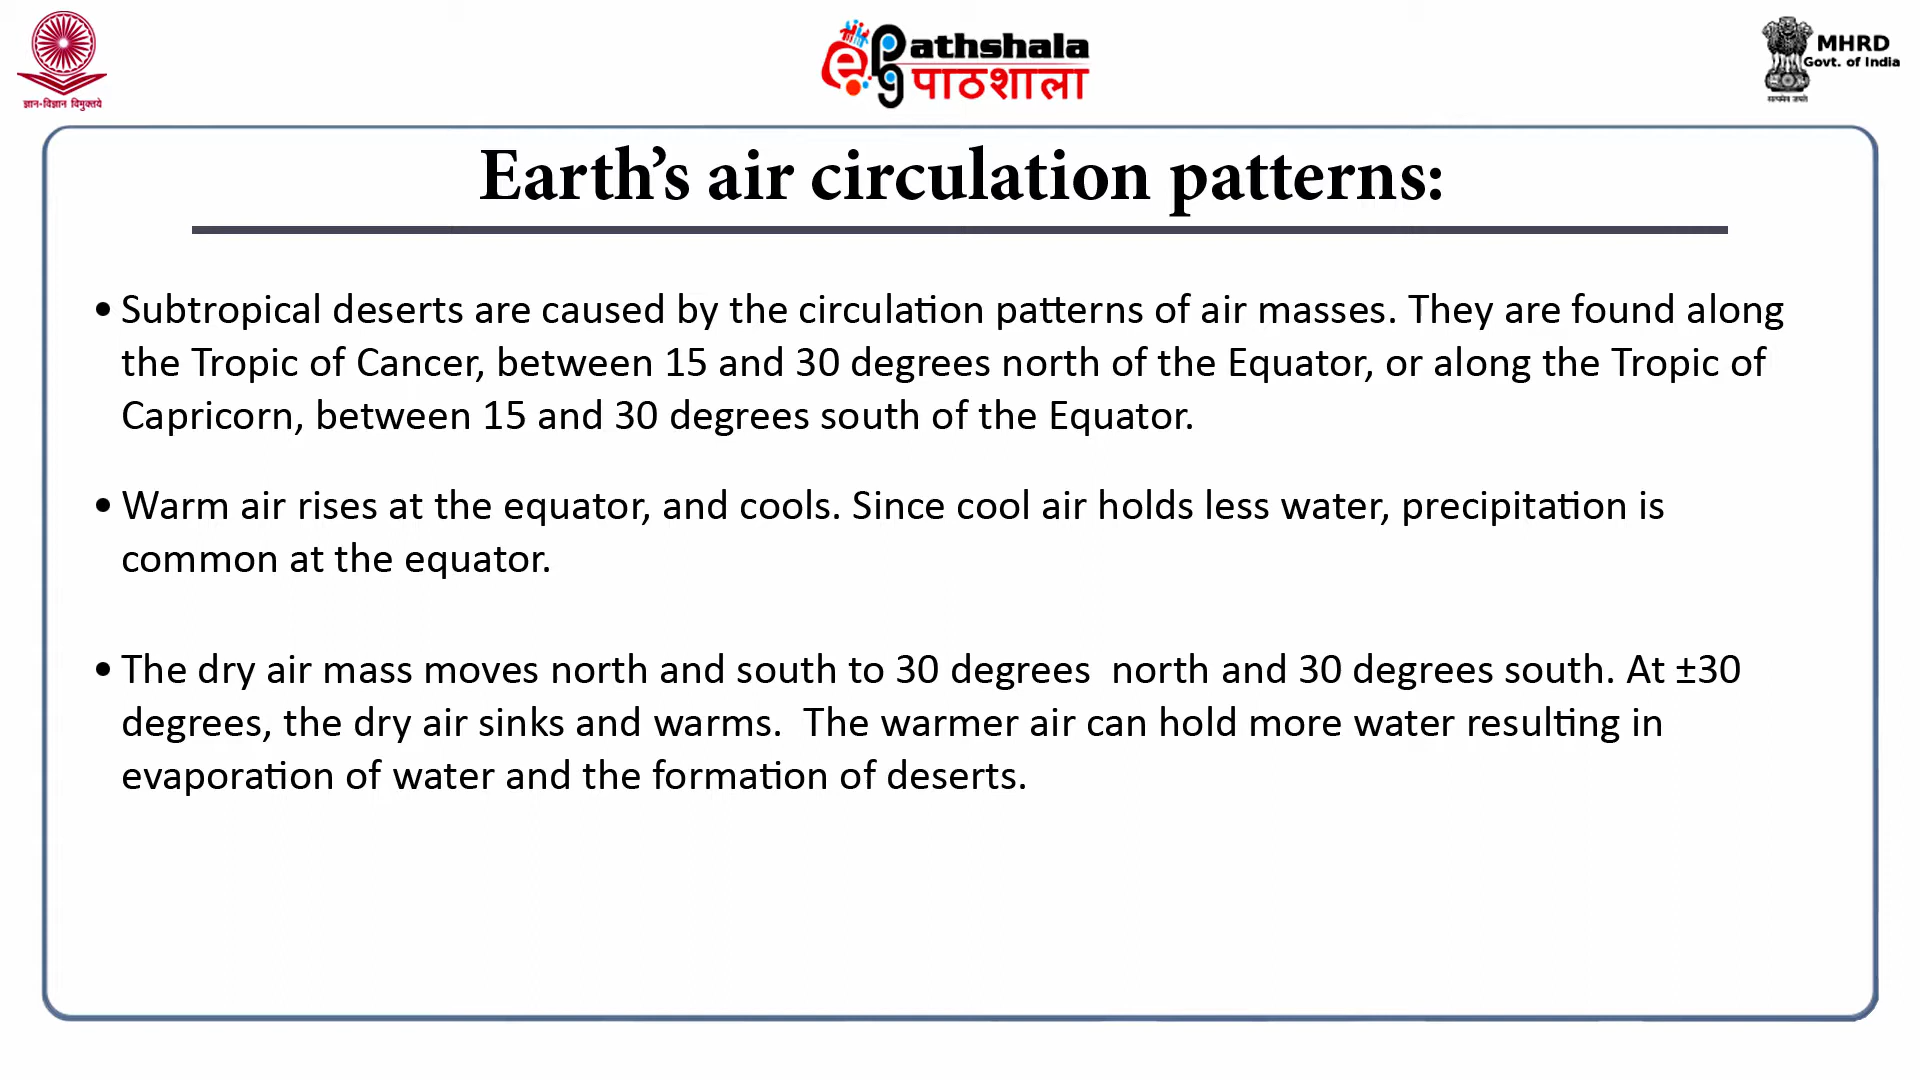 ज्ञान-विज्ञान विमुक्तये
e Pg Pathshala
पाठशाला
MHRD
Govt. of India
सत्यमेव जयते
Earth’s air circulation patterns:
• Subtropical deserts are caused by the circulation patterns of air masses. They are found along
the Tropic of Cancer, between 15 and 30 degrees north of the Equator, or along the Tropic of
Capricorn, between 15 and 30 degrees south of the Equator.
• Warm air rises at the equator, and cools. Since cool air holds less water, precipitation is
common at the equator.
• The dry air mass moves north and south to 30 degrees  north and 30 degrees south. At ±30
degrees, the dry air sinks and warms.  The warmer air can hold more water resulting in
evaporation of water and the formation of deserts.